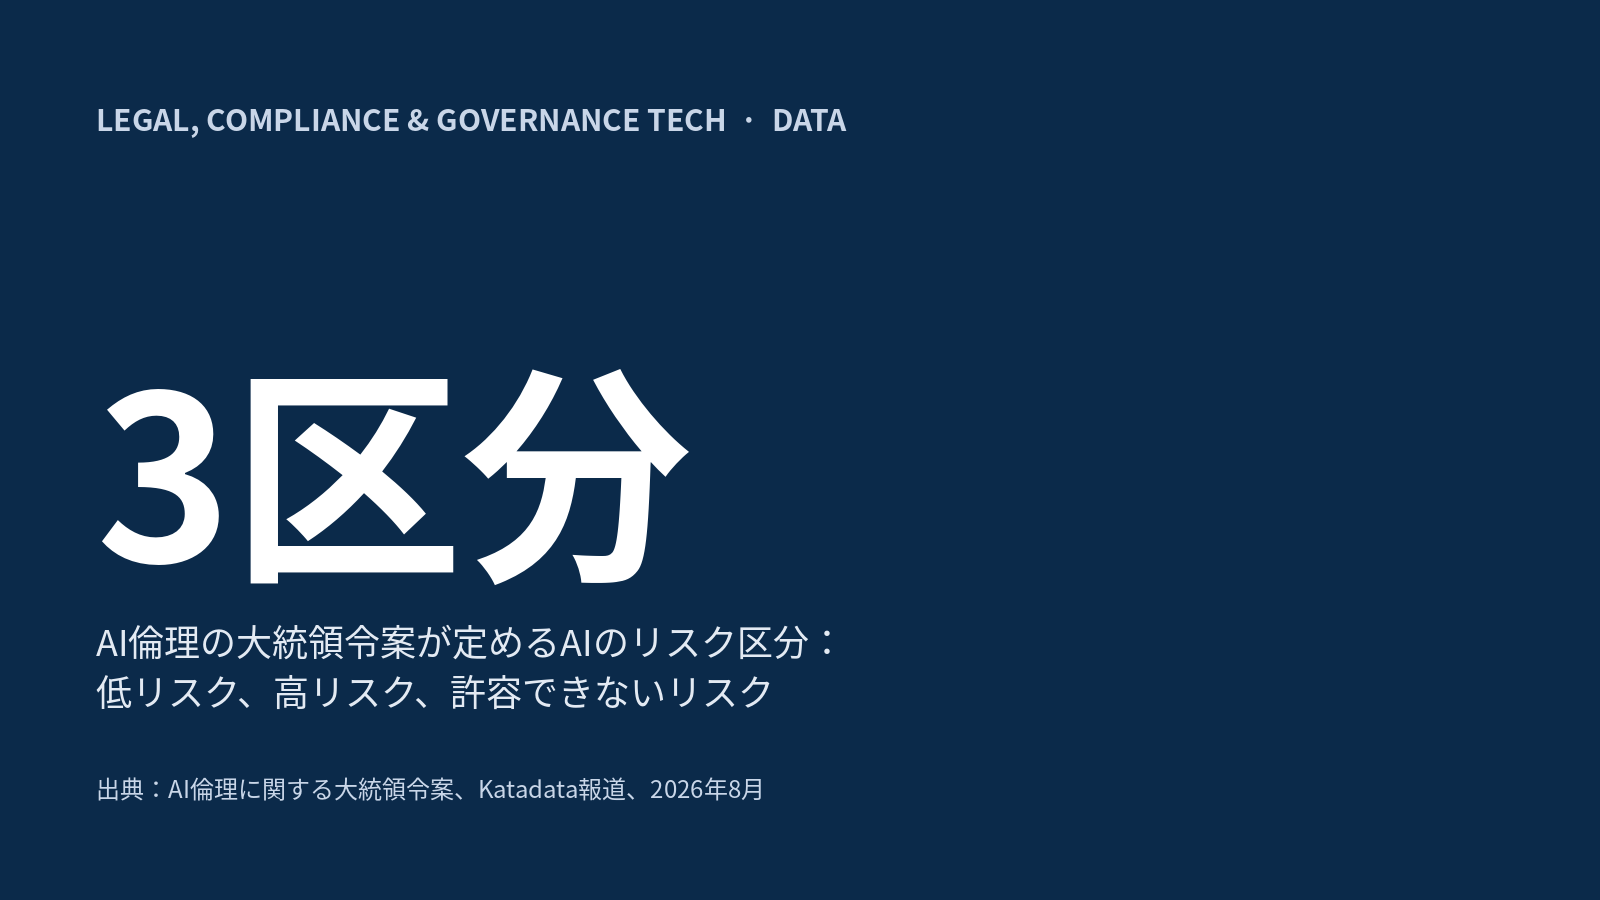 LEGAL, COMPLIANCE & GOVERNANCE TECH · DATA
3区分
AI倫理の大統領令案が定めるAIのリスク区分：
低リスク、高リスク、許容できないリスク
出典：AI倫理に関する大統領令案、Katadata報道、2026年8月